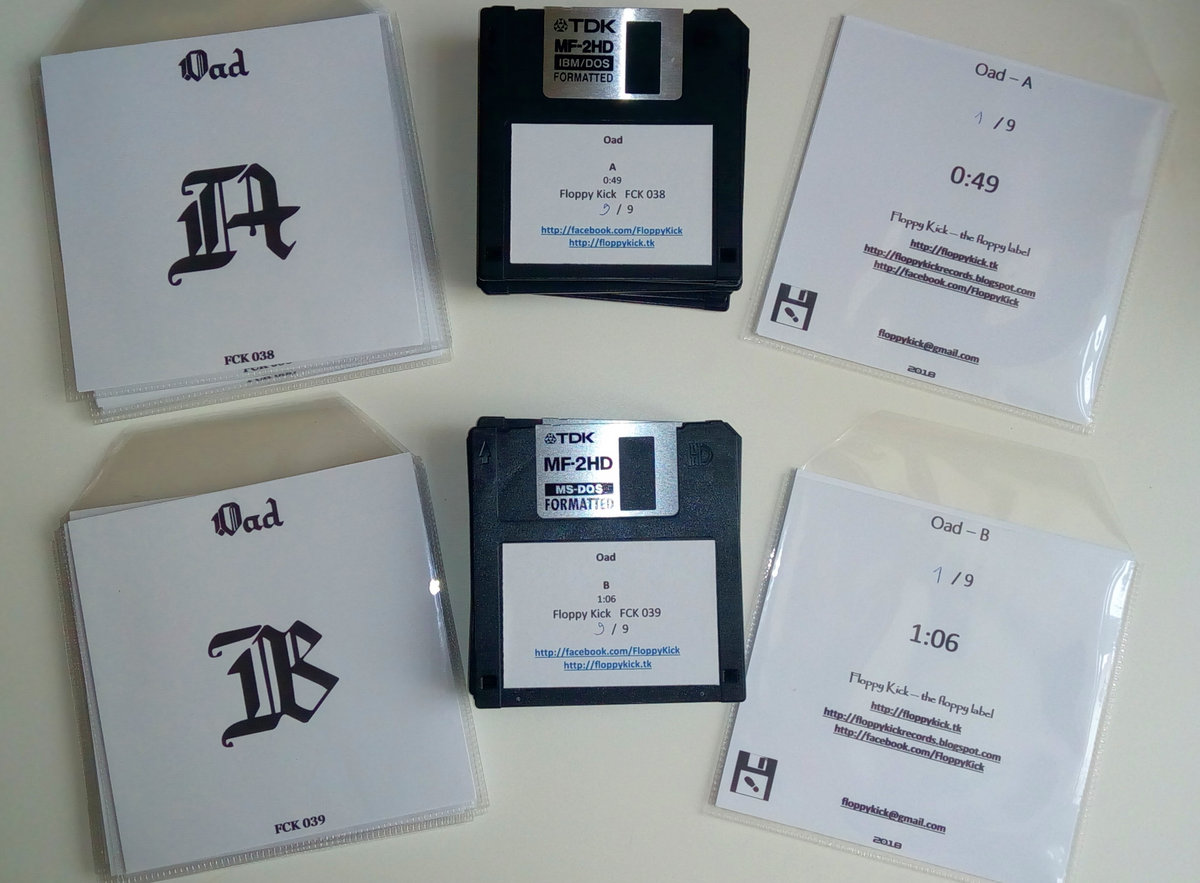 Oad
A
FCK 038
TDK
MF-2HD
IBM/DOS
FORMATTED
Oad
A
0:49
Floppy Kick FCK 038
9 / 9
http://facebook.com/FloppyKick
http://floppykick.tk
Oad – A
1 / 9
0:49
Floppy Kick – the floppy label
http://floppykick.tk
http://floppykickrecords.blogspot.com
http://facebook.com/FloppyKick
floppykick@gmail.com
2018
Oad
B
FCK 039
4
HD
TDK
MF-2HD
MS-DOS
FORMATTED
Oad
B
1:06
Floppy Kick FCK 039
9 / 9
http://facebook.com/FloppyKick
http://floppykick.tk
Oad – B
1 / 9
1:06
Floppy Kick – the floppy label
http://floppykick.tk
http://floppykickrecords.blogspot.com
http://facebook.com/FloppyKick
floppykick@gmail.com
2018